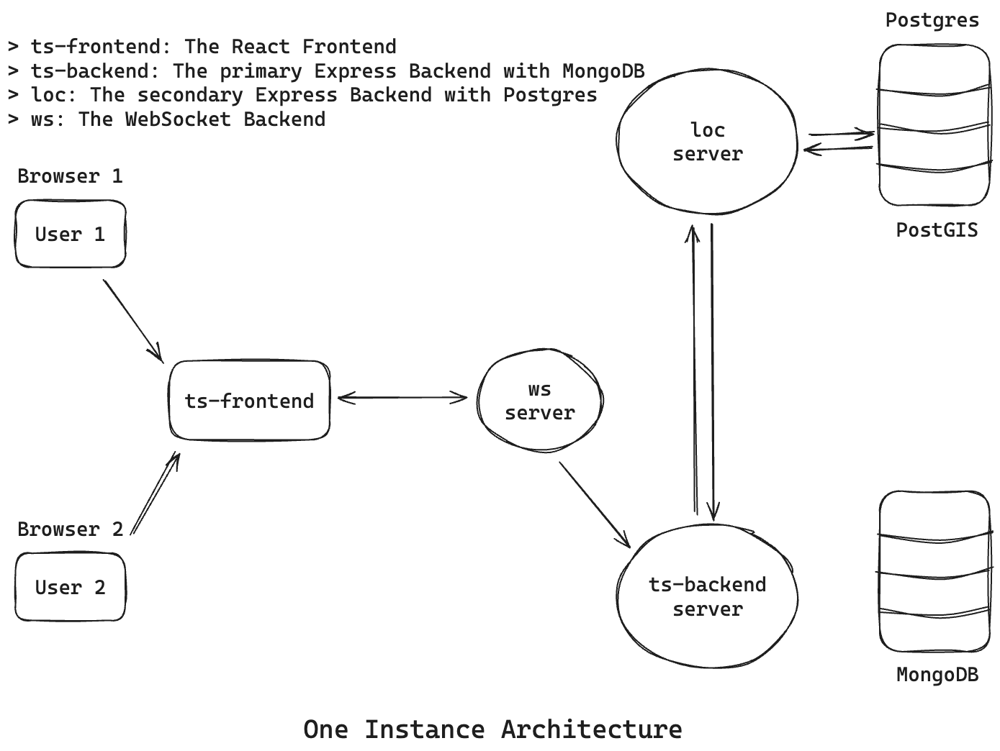 Postgres
> ts-frontend: The React Frontend
> ts-backend: The primary Express Backend with MongoDB
> loc: The secondary Express Backend with Postgres
> ws: The WebSocket Backend
loc
server
Browser 1
User 1
PostGIS
ts-frontend
ws
server
Browser 2
User 2
ts-backend
server
MongoDB
One Instance Architecture